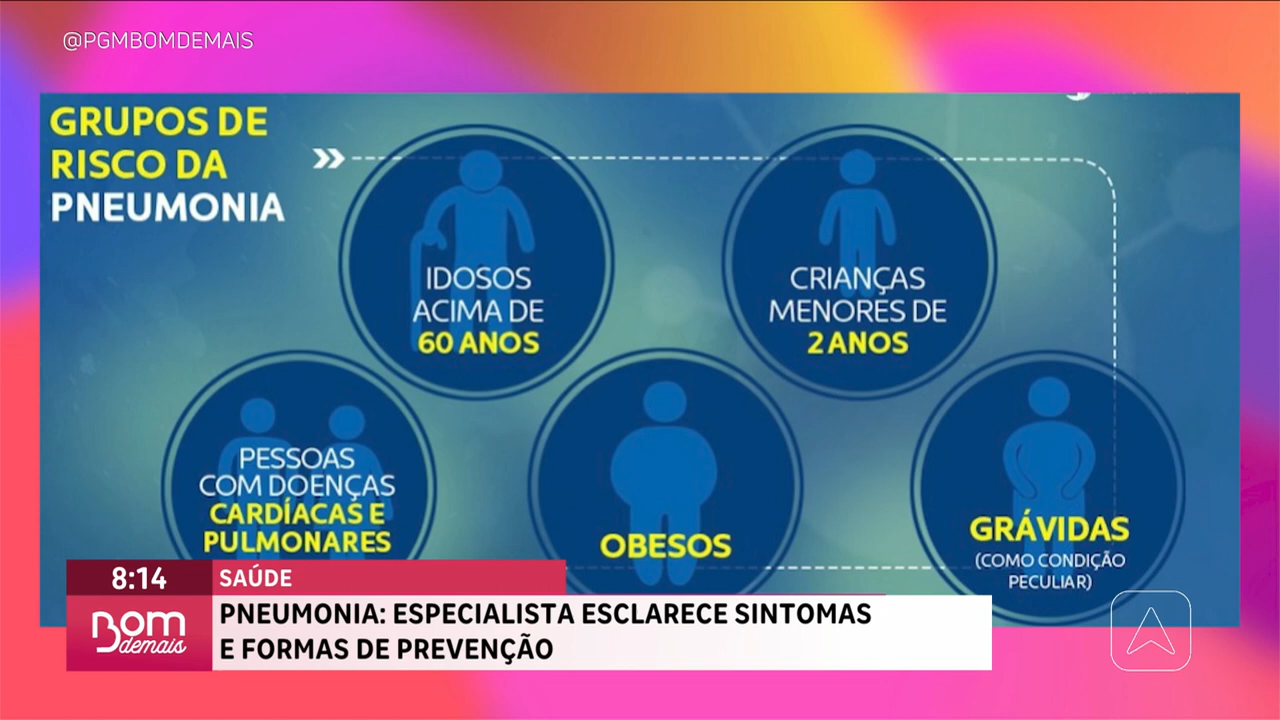 @PGMBOMDEMAIS
GRUPOS DE
RISCO DA
PNEUMONIA
IDOSOS
ACIMA DE
60 ANOS
CRIANÇAS
MENORES DE
2 ANOS
PESSOAS
COM DOENÇAS
CARDÍACAS E
PULMONARES
OBESOS
GRÁVIDAS
(COMO CONDIÇÃO
PECULIAR)
8:14
SAÚDE
Bom
demais
PNEUMONIA: ESPECIALISTA ESCLARECE SINTOMAS
E FORMAS DE PREVENÇÃO